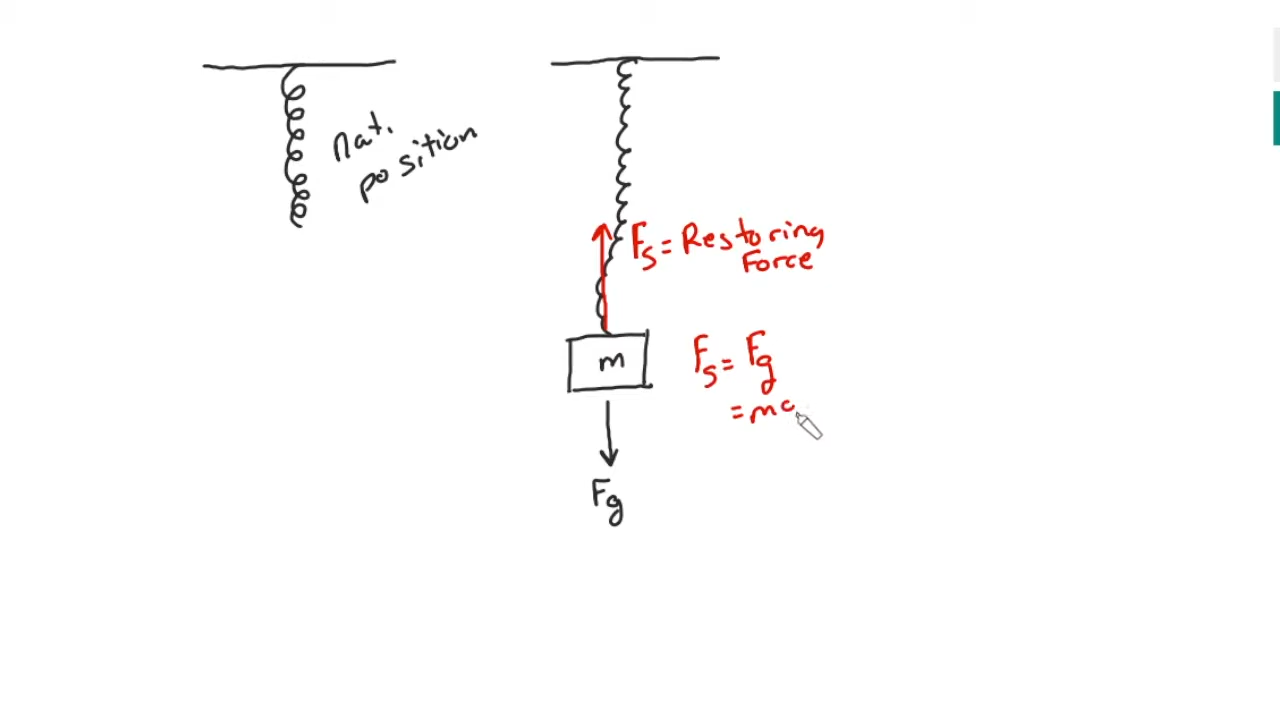 nat.
position
Fs = Restoring
Force
m
Fs = Fg
= m
Fg